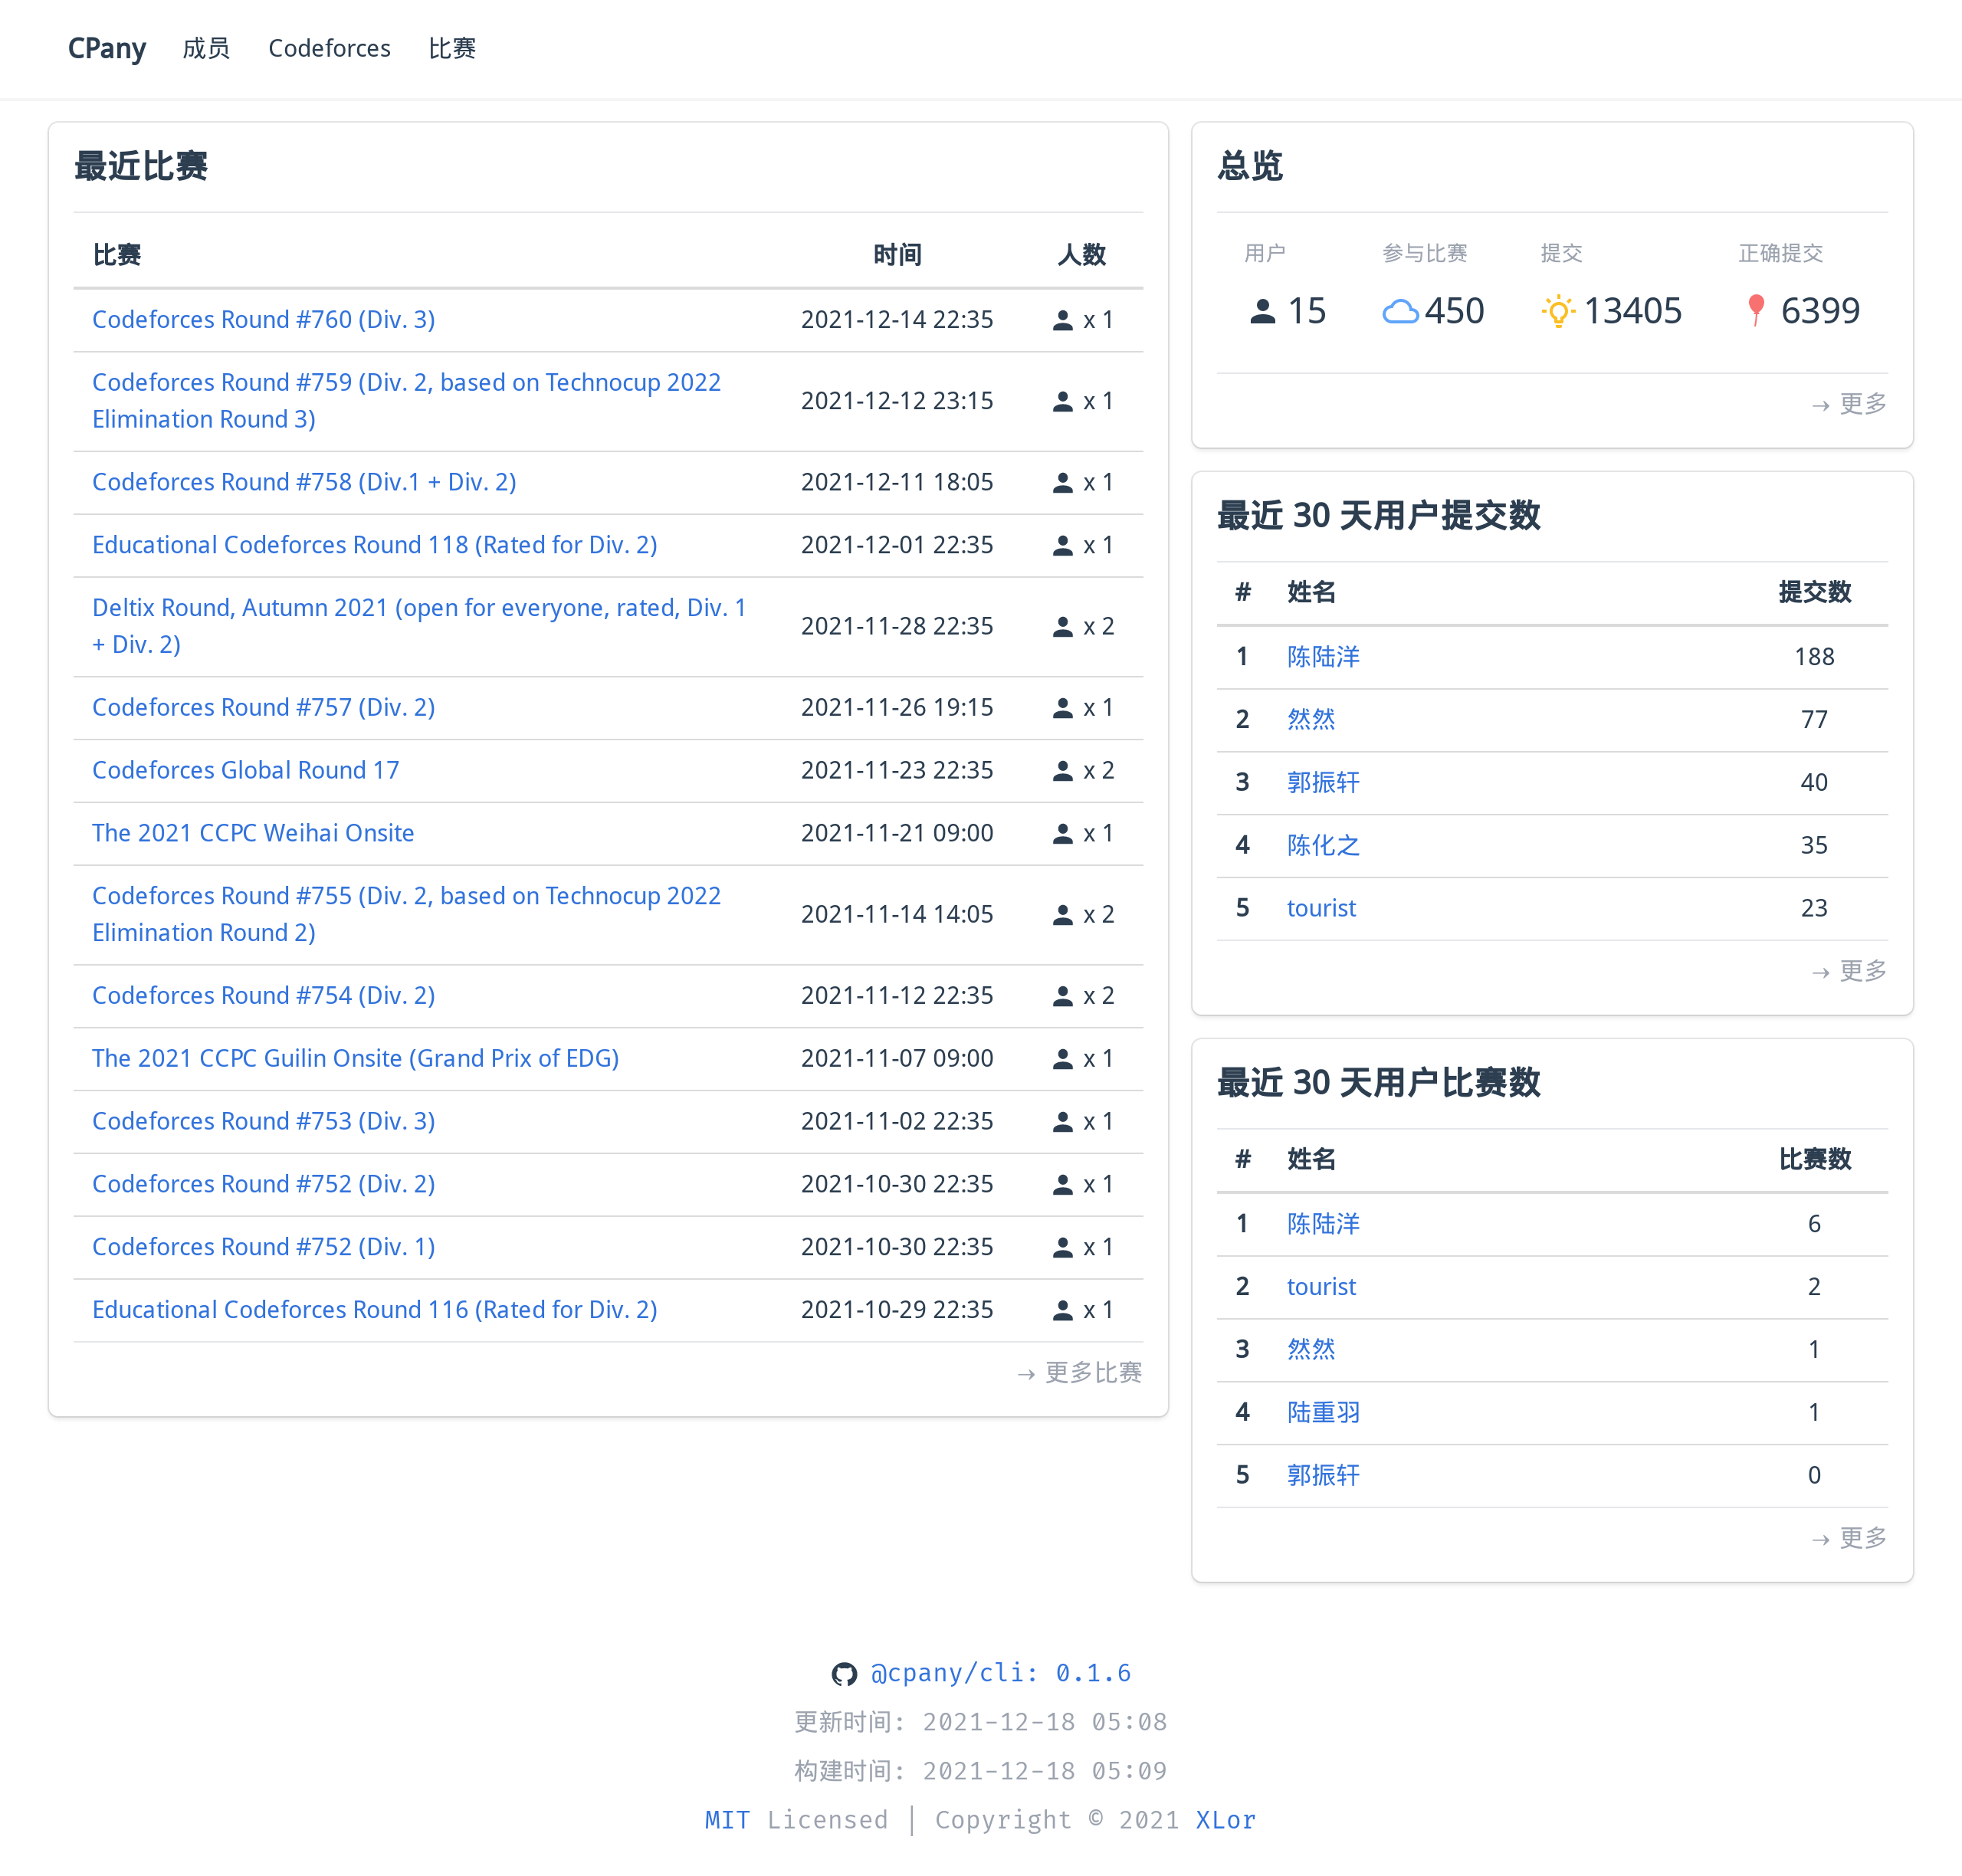 CPany 成员 Codeforces 比赛
最近比赛
比赛 时间 人数
Codeforces Round #760 (Div. 3) 2021-12-14 22:35 x 1
Codeforces Round #759 (Div. 2, based on Technocup 2022
Elimination Round 3) 2021-12-12 23:15 x 1
Codeforces Round #758 (Div.1 + Div. 2) 2021-12-11 18:05 x 1
Educational Codeforces Round 118 (Rated for Div. 2) 2021-12-01 22:35 x 1
Deltix Round, Autumn 2021 (open for everyone, rated, Div. 1
+ Div. 2) 2021-11-28 22:35 x 2
Codeforces Round #757 (Div. 2) 2021-11-26 19:15 x 1
Codeforces Global Round 17 2021-11-23 22:35 x 2
The 2021 CCPC Weihai Onsite 2021-11-21 09:00 x 1
Codeforces Round #755 (Div. 2, based on Technocup 2022
Elimination Round 2) 2021-11-14 14:05 x 2
Codeforces Round #754 (Div. 2) 2021-11-12 22:35 x 2
The 2021 CCPC Guilin Onsite (Grand Prix of EDG) 2021-11-07 09:00 x 1
Codeforces Round #753 (Div. 3) 2021-11-02 22:35 x 1
Codeforces Round #752 (Div. 2) 2021-10-30 22:35 x 1
Codeforces Round #752 (Div. 1) 2021-10-30 22:35 x 1
Educational Codeforces Round 116 (Rated for Div. 2) 2021-10-29 22:35 x 1
→ 更多比赛
总览
用户 参与比赛 提交 正确提交
15 450 13405 6399
→ 更多
最近 30 天用户提交数
# 姓名 提交数
1 陈陆洋 188
2 然然 77
3 郭振轩 40
4 陈化之 35
5 tourist 23
→ 更多
最近 30 天用户比赛数
# 姓名 比赛数
1 陈陆洋 6
2 tourist 2
3 然然 1
4 陆重羽 1
5 郭振轩 0
→ 更多
@cpany/cli: 0.1.6
更新时间: 2021-12-18 05:08
构建时间: 2021-12-18 05:09
MIT Licensed | Copyright © 2021 XLor